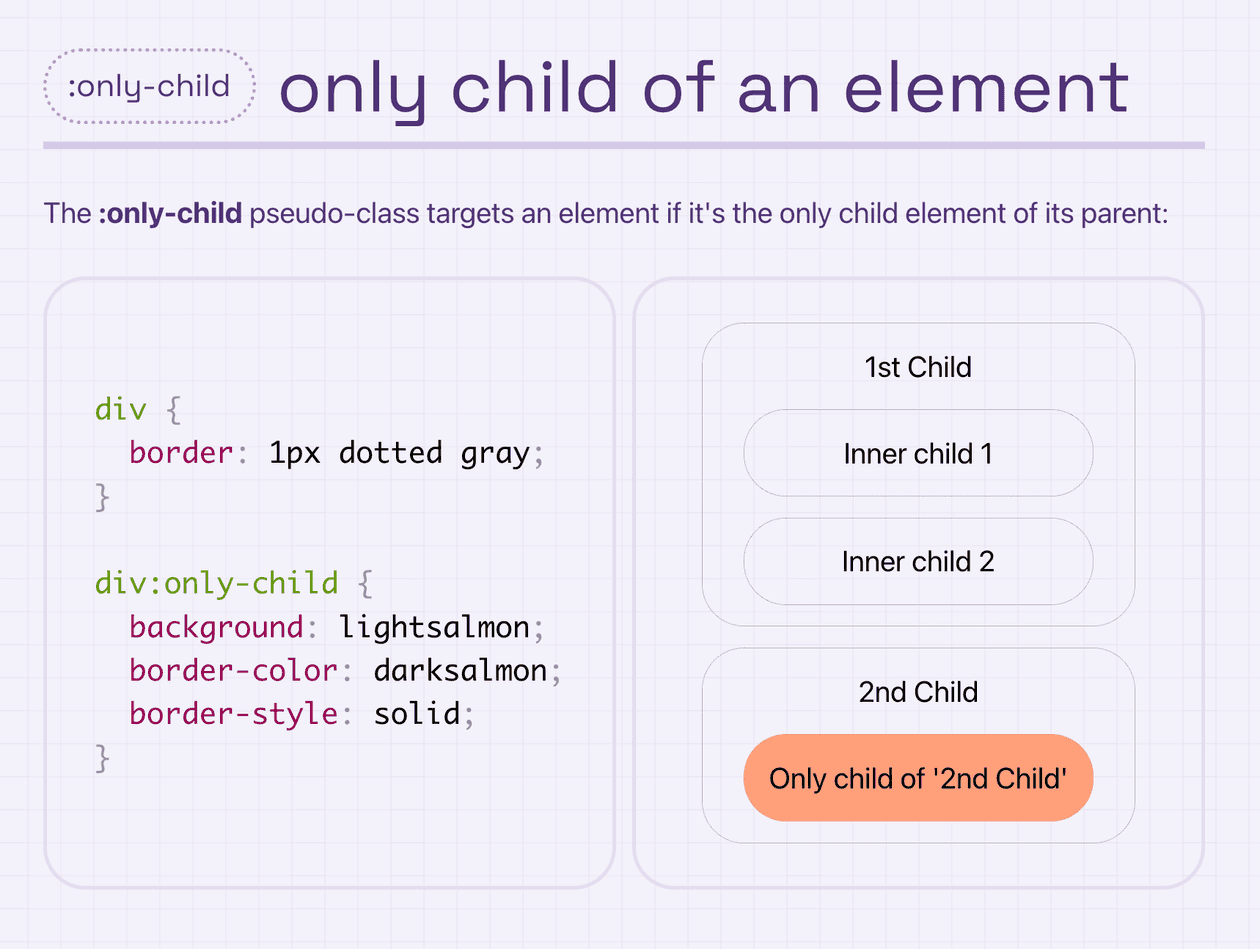 :only-child only child of an element
The :only-child pseudo-class targets an element if it's the only child element of its parent:
div {
  border: 1px dotted gray;
}
div:only-child {
  background: lightsalmon;
  border-color: darksalmon;
  border-style: solid;
}
1st Child
Inner child 1
Inner child 2
2nd Child
Only child of '2nd Child'